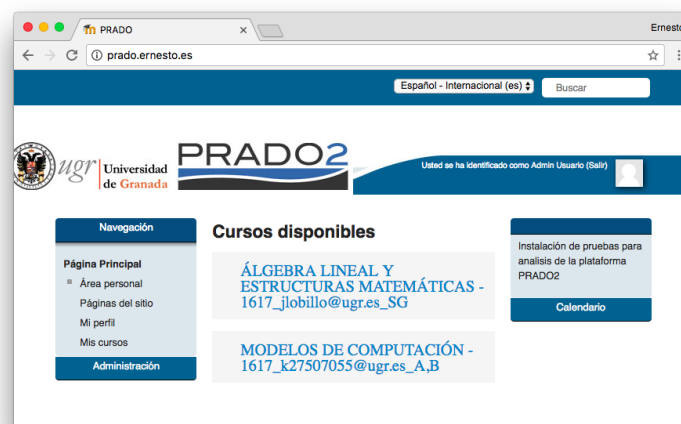 PRADO
Ernesto
prado.ernesto.es
Español - Internacional (es)
Buscar
ugr Universidad
de Granada
PRADO2
Usted se ha identificado como Admin Usuario (Salir)
Navegación
Página Principal
Área personal
Páginas del sitio
Mi perfil
Mis cursos
Administración
Cursos disponibles
ÁLGEBRA LINEAL Y
ESTRUCTURAS MATEMÁTICAS -
1617_jlobillo@ugr.es_SG
MODELOS DE COMPUTACIÓN -
1617_k27507055@ugr.es_A,B
Instalación de pruebas para
analisis de la plataforma
PRADO2
Calendario